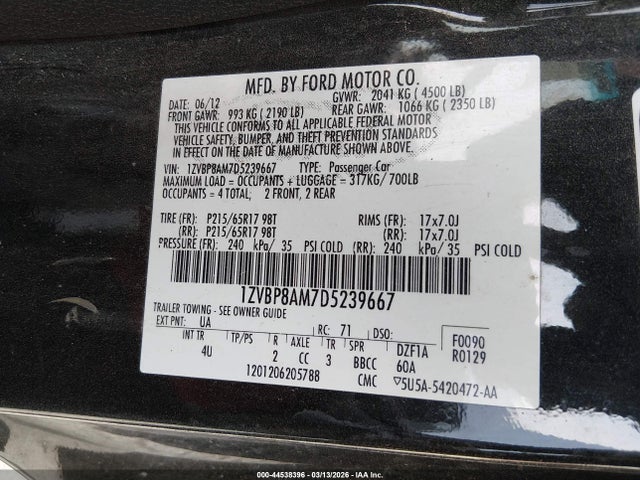 MFD. BY FORD MOTOR CO.
DATE: 06/12 GVWR: 2041 KG ( 4500 LB)
FRONT GAWR: 993 KG ( 2190 LB) REAR GAWR: 1066 KG ( 2350 LB)
THIS VEHICLE CONFORMS TO ALL APPLICABLE FEDERAL MOTOR
VEHICLE SAFETY, BUMPER, AND THEFT PREVENTION STANDARDS
IN EFFECT ON THE DATE OF MANUFACTURE SHOWN ABOVE.
VIN: 1ZVBP8AM7D5239667 TYPE: Passenger Car
MAXIMUM LOAD = OCCUPANTS + LUGGAGE = 317KG/700LB
OCCUPANTS = 4 TOTAL, 2 FRONT, 2 REAR
TIRE (FR): P215/65R17 98T RIMS (FR): 17x7.0J
(RR): P215/65R17 98T (RR): 17x7.0J
PRESSURE (FR): 240 kPa/ 35 PSI COLD (RR): 240 kPa/ 35 PSI COLD
1ZVBP8AM7D5239667
TRAILER TOWING - SEE OWNER GUIDE
EXT PNT: UA RC: 71 DSO: F0090
INT TR TP/PS R AXLE TR SPR DZF1A R0129
4U 2 CC 3 BBCC 60A
1201206205788 CMC ▽5U5A-5420472-AA
000-44538396 - 03/13/2026 - IAA Inc.